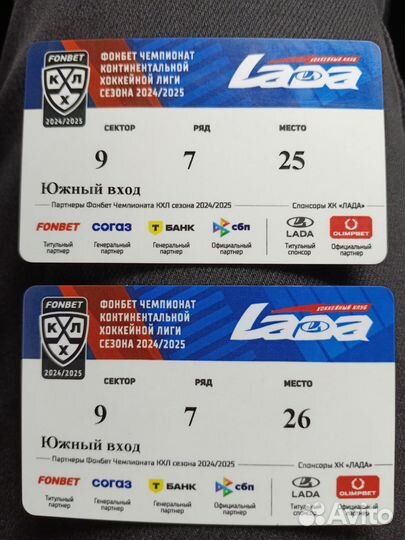 FONBET
КХЛ
2024/2025
ФОНБЕТ ЧЕМПИОНАТ
КОНТИНЕНТАЛЬНОЙ
ХОККЕЙНОЙ ЛИГИ
СЕЗОНА 2024/2025
ХОККЕЙНЫЙ КЛУБ
Lada
СЕКТОР РЯД МЕСТО
9 7 25
Южный вход
Партнеры Фонбет Чемпионата КХЛ сезона 2024/2025 Спонсоры ХК «ЛАДА»
FONBET СОГАЗ Т БАНК сбп LADA OLIMPBET
Титульный партнер Генеральный партнер Генеральный партнер Официальный партнер Титульный спонсор Официальный партнер
FONBET
КХЛ
2024/2025
ФОНБЕТ ЧЕМПИОНАТ
КОНТИНЕНТАЛЬНОЙ
ХОККЕЙНОЙ ЛИГИ
СЕЗОНА 2024/2025
ХОККЕЙНЫЙ КЛУБ
Lada
СЕКТОР РЯД МЕСТО
9 7 26
Южный вход
Партнеры Фонбет Чемпионата КХЛ сезона 2024/2025 Спонсоры ХК «ЛАДА»
FONBET СОГАЗ Т БАНК сбп LADA OLIMPBET
Титульный партнер Генеральный партнер Генеральный партнер Официальный партнер Титульный спонсор Официальный партнер
Avito